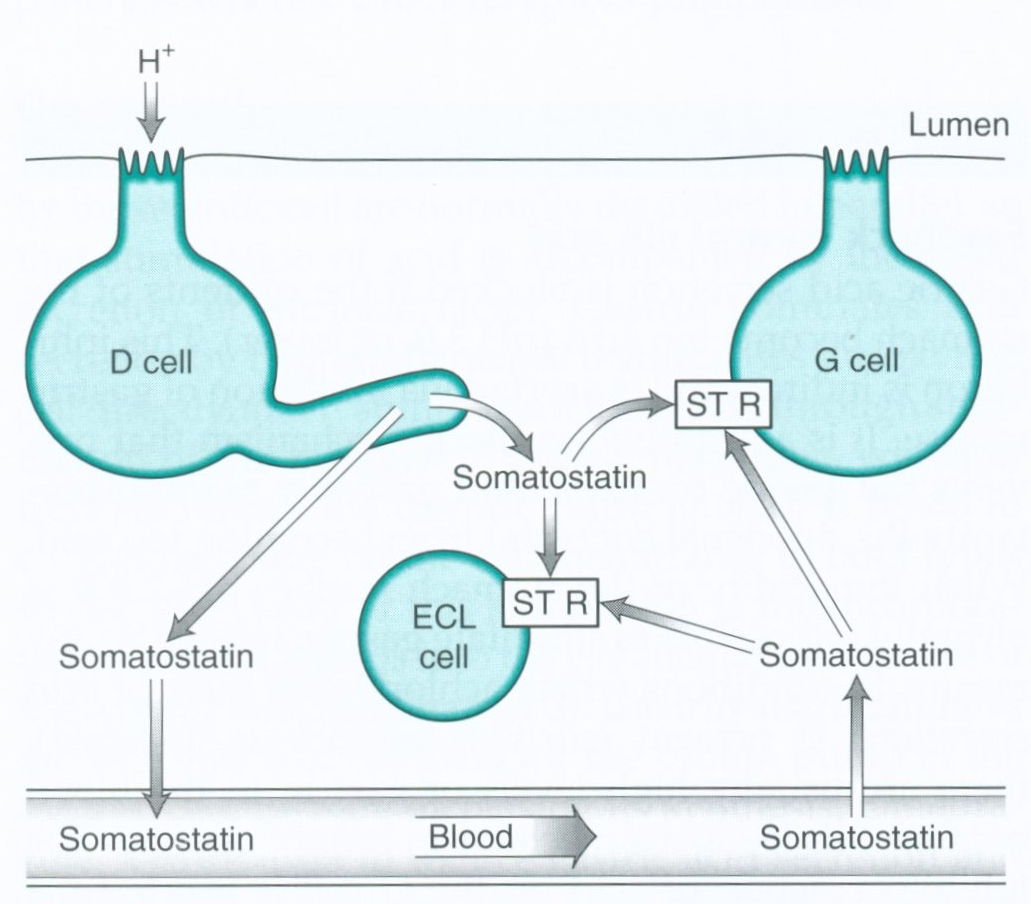 H⁺
Lumen
D cell
G cell
ST R
Somatostatin
ST R
ECL
cell
Somatostatin
Somatostatin
Somatostatin
Blood
Somatostatin